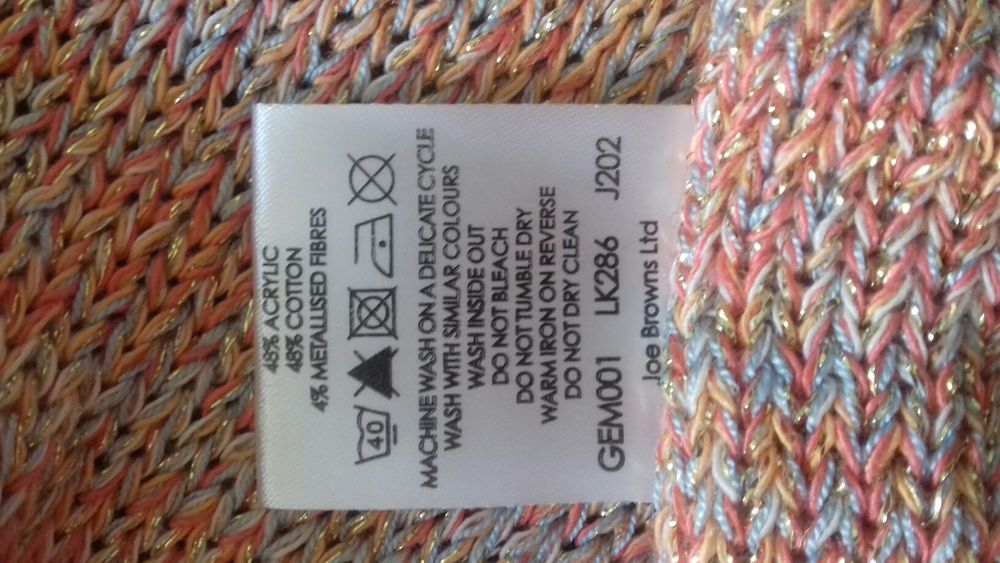 48% ACRYLIC
48% COTTON
4% METALLISED FIBRES
40
MACHINE WASH ON A DELICATE CYCLE
WASH WITH SIMILAR COLOURS
WASH INSIDE OUT
DO NOT BLEACH
DO NOT TUMBLE DRY
WARM IRON ON REVERSE
DO NOT DRY CLEAN
GEM001 LK286 J202
Joe Browns Ltd